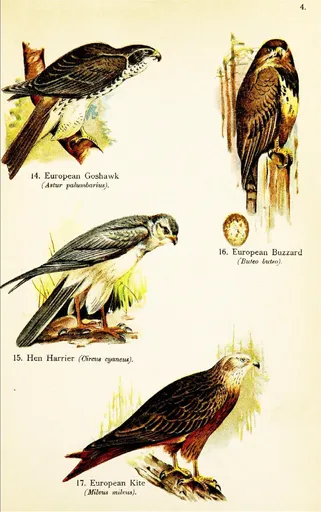 4.
14. European Goshawk
(Astur palumbarius).
16. European Buzzard
(Buteo buteo).
15. Hen Harrier (Circus cyaneus).
17. European Kite
(Milvus milvus).